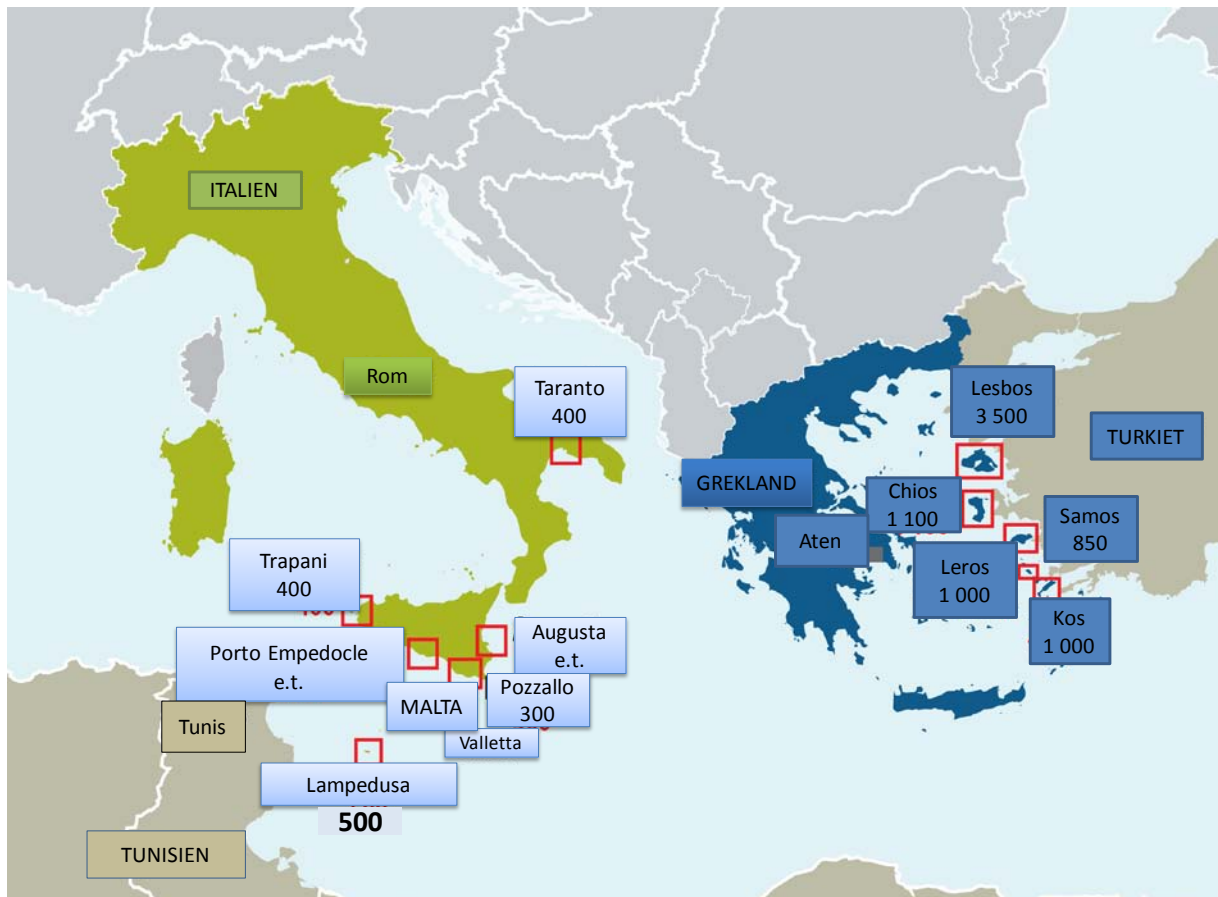 ITALIEN
Rom
Taranto
400
Lesbos
3 500
TURKIET
GREKLAND
Chios
1 100
Samos
850
Aten
Leros
1 000
Kos
1 000
Trapani
400
Augusta
e.t.
Porto Empedocle
e.t.
Pozzallo
300
MALTA
Valletta
Tunis
Lampedusa
500
TUNISIEN